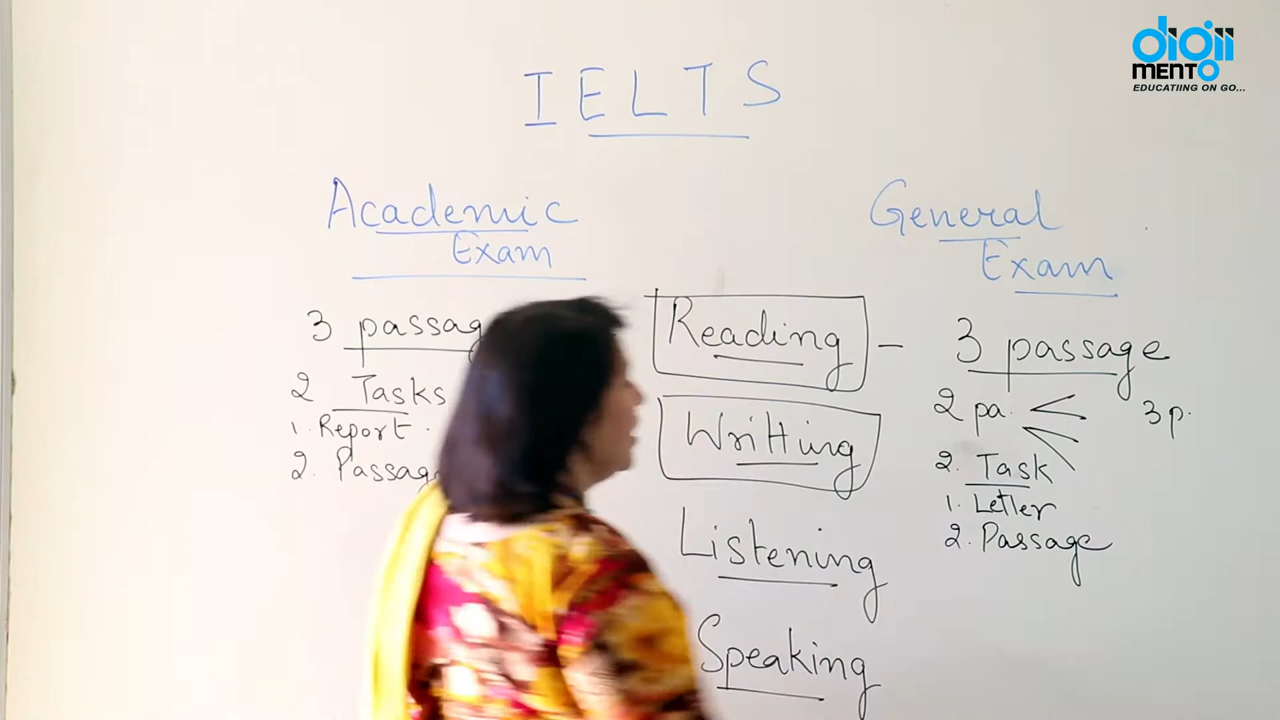 digii
MENTO
EDUCATIING ON GO...
IELTS
Academic
Exam
3 passag
2 Tasks
1. Report.
2. Passag
Reading -
Writting
Listening
Speaking
General
Exam
3 passage
2 pa. 3 p.
2. Task
1. Letter
2. Passage